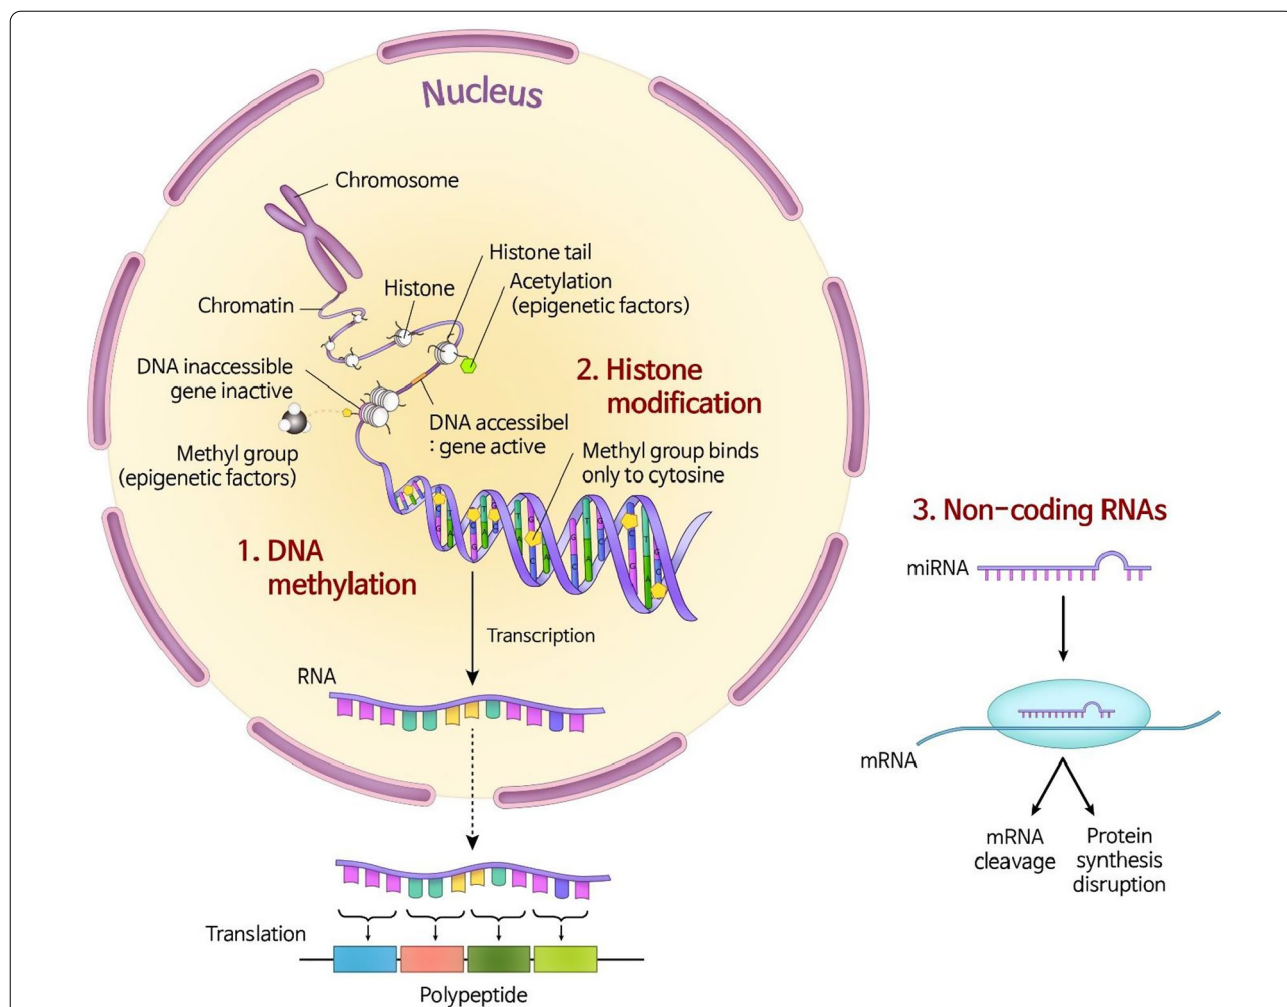 Nucleus
Chromosome
Histone tail
Acetylation
(epigenetic factors)
Histone
Chromatin
DNA inaccessible
gene inactive
2. Histone
modification
DNA accessibel
: gene active
Methyl group
(epigenetic factors)
Methyl group binds
only to cytosine
1. DNA
methylation
Transcription
RNA
Translation
Polypeptide
3. Non-coding RNAs
miRNA
mRNA
mRNA
cleavage
Protein
synthesis
disruption